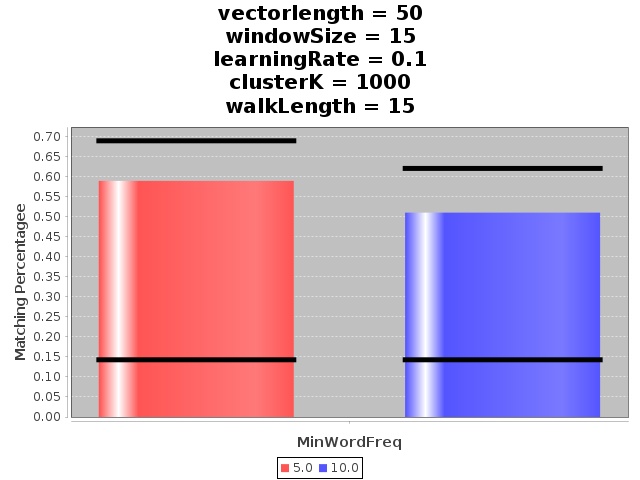 vectorlength = 50
windowSize = 15
learningRate = 0.1
clusterK = 1000
walkLength = 15
0.70
0.65
0.60
0.55
0.50
0.45
0.40
0.35
0.30
0.25
0.20
0.15
0.10
0.05
0.00
Matching Percentagee
MinWordFreq
5.0 10.0